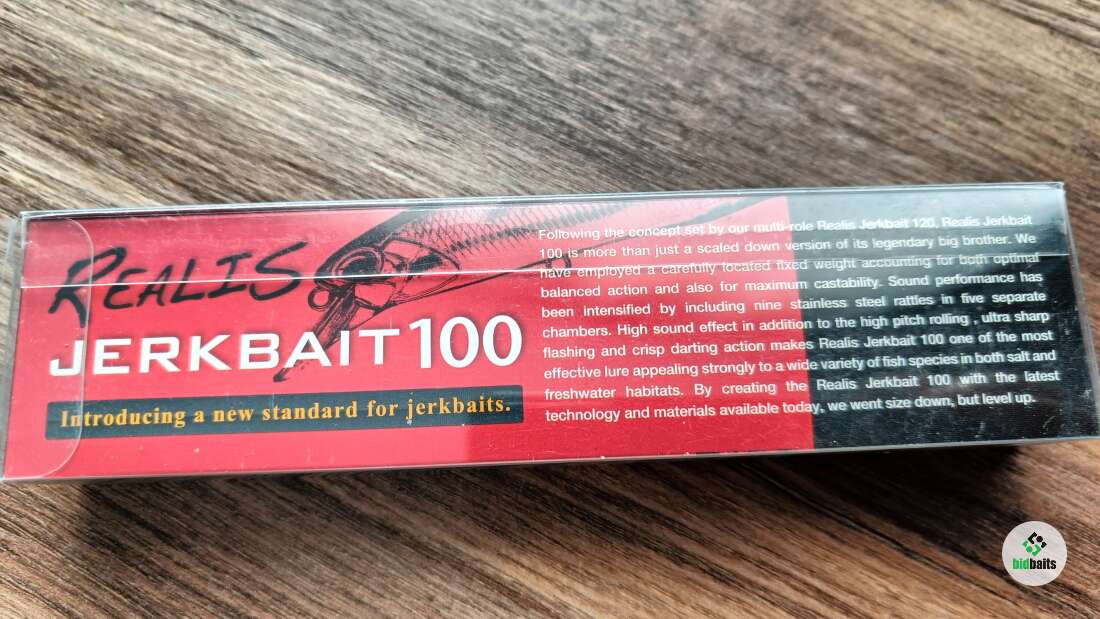 REALIS
JERKBAIT 100
Introducing a new standard for jerkbaits.
Following the concept set by our multi-role Realis Jerkbait 120, Realis Jerkbait
100 is more than just a scaled down version of its legendary big brother. We
have employed a carefully located fixed weight accounting for both optimal
balanced action and also for maximum castability. Sound performance has
been intensified by including nine stainless steel rattles in five separate
chambers. High sound effect in addition to the high pitch rolling , ultra sharp
flashing and crisp darting action makes Realis Jerkbait 100 one of the most
effective lure appealing strongly to a wide variety of fish species in both salt and
freshwater habitats. By creating the Realis Jerkbait 100 with the latest
technology and materials available today, we went size down, but level up.
bidbaits